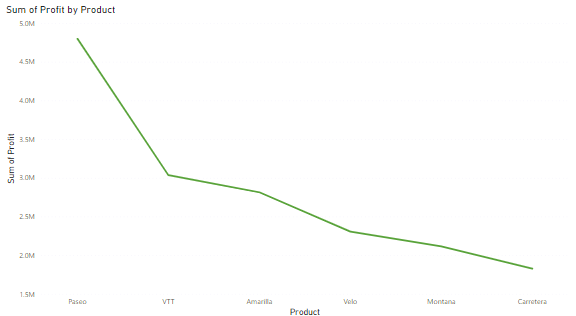 Sum of Profit by Product
5.0M
4.5M
4.0M
3.5M
3.0M
2.5M
2.0M
1.5M
Sum of Profit
Paseo VTT Amarilla Velo Montana Carretera
Product